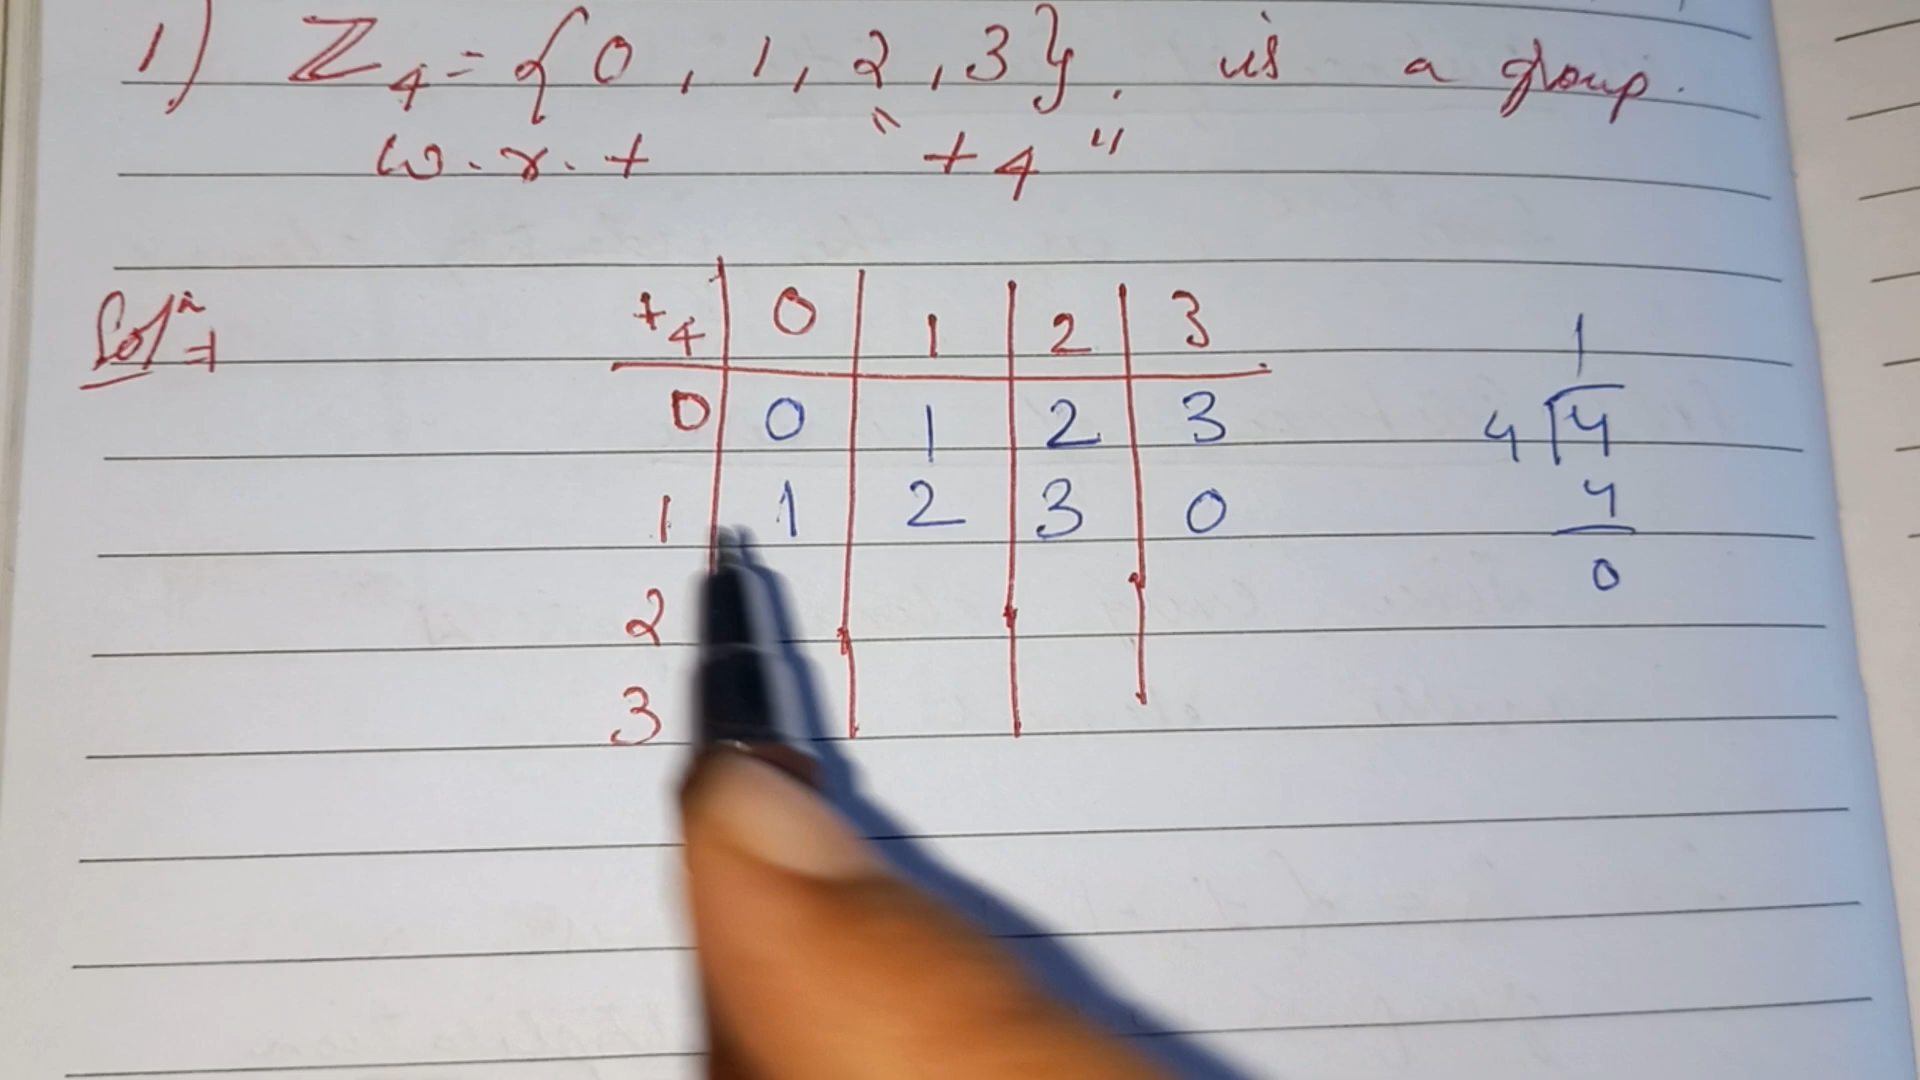 1) Z4 = {0, 1, 2, 3}. is a group.
w.r.t "+4"
Solⁿ ⇒
+4 0 1 2 3
0 0 1 2 3
1 1 2 3 0
2
3
1
4 4
4
0